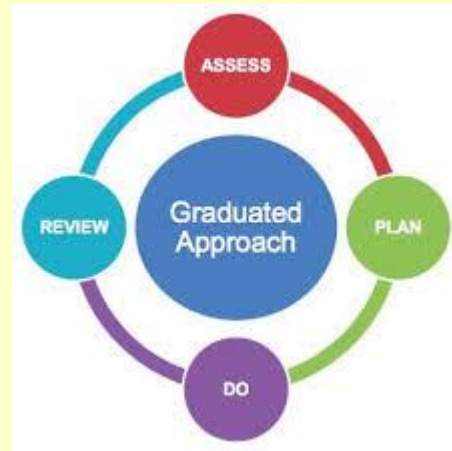 ASSESS
REVIEW
Graduated
Approach
PLAN
DO